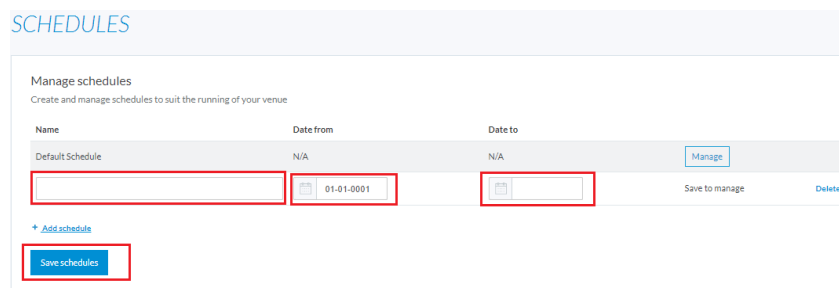 SCHEDULES
Manage schedules
Create and manage schedules to suit the running of your venue
Name Date from Date to
Default Schedule N/A N/A Manage
01-01-0001 Save to manage Delete
+ Add schedule
Save schedules